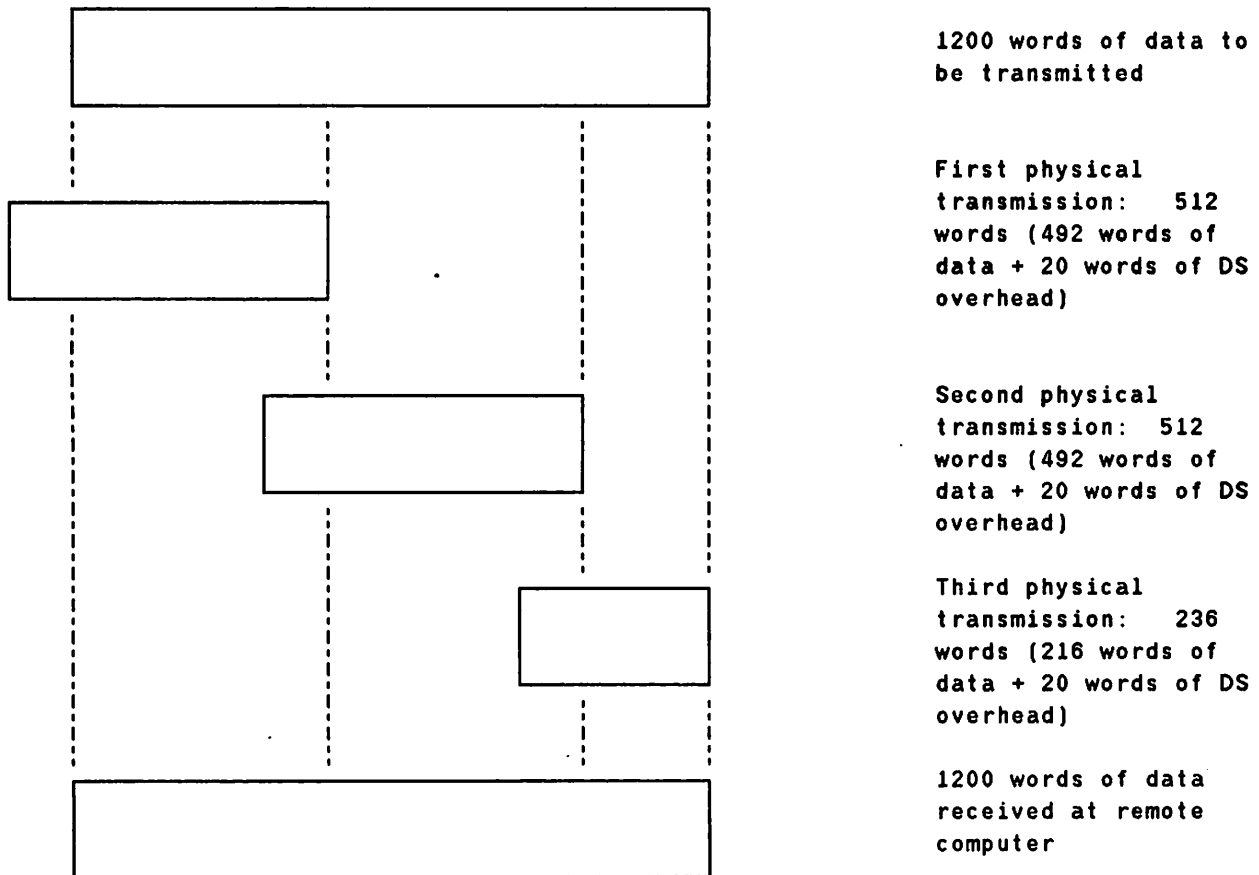 1200 words of data to
be transmitted
First physical
transmission: 512
words (492 words of
data + 20 words of DS
overhead)
Second physical
transmission: 512
words (492 words of
data + 20 words of DS
overhead)
Third physical
transmission: 236
words (216 words of
data + 20 words of DS
overhead)
1200 words of data
received at remote
computer